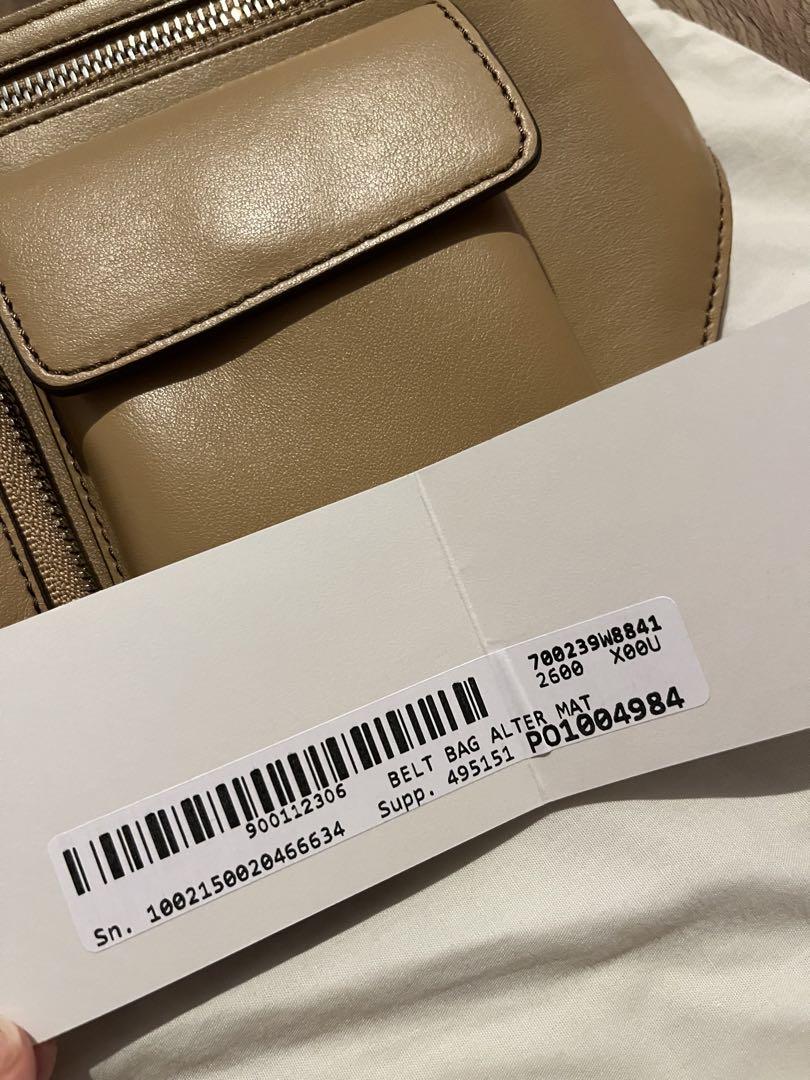 700239W8841
2600 X00U
BELT BAG ALTER MAT
900112306
Supp. 495151 PO1004984
Sn. 1002150020466634